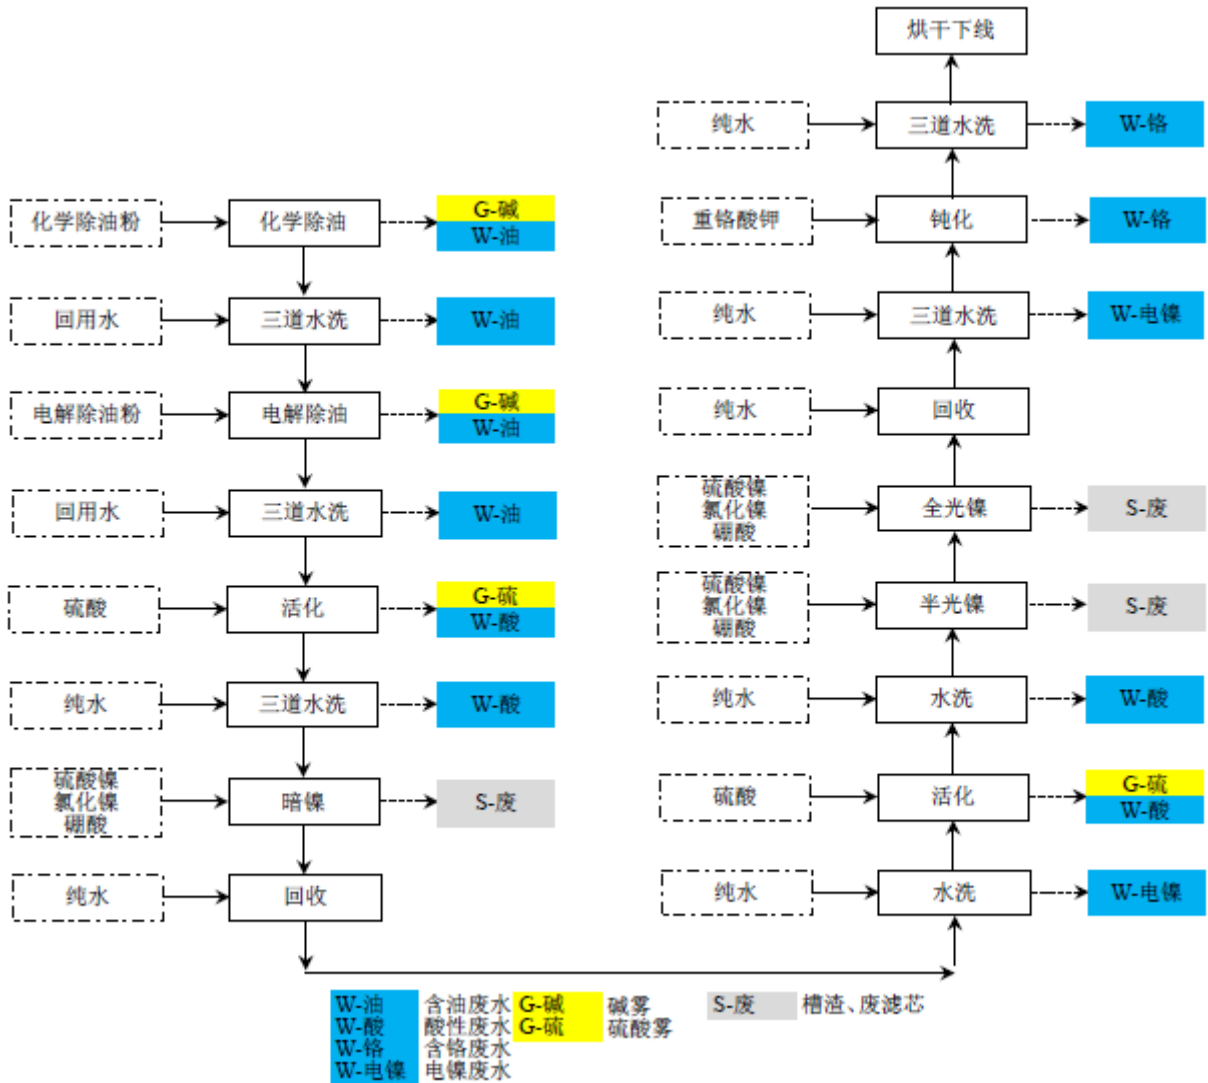 化学除油粉
化学除油
G-碱
W-油
回用水
三道水洗
W-油
电解除油粉
电解除油
G-碱
W-油
回用水
三道水洗
W-油
硫酸
活化
G-硫
W-酸
纯水
三道水洗
W-酸
硫酸镍
氯化镍
硼酸
暗镍
S-废
纯水
回收
烘干下线
纯水
三道水洗
W-铬
重铬酸钾
钝化
W-铬
纯水
三道水洗
W-电镍
纯水
回收
硫酸镍
氯化镍
硼酸
全光镍
S-废
硫酸镍
氯化镍
硼酸
半光镍
S-废
纯水
水洗
W-酸
硫酸
活化
G-硫
W-酸
纯水
水洗
W-电镍
W-油 含油废水 G-碱 碱雾 S-废 槽渣、废滤芯
W-酸 酸性废水 G-硫 硫酸雾
W-铬 含铬废水
W-电镍 电镍废水